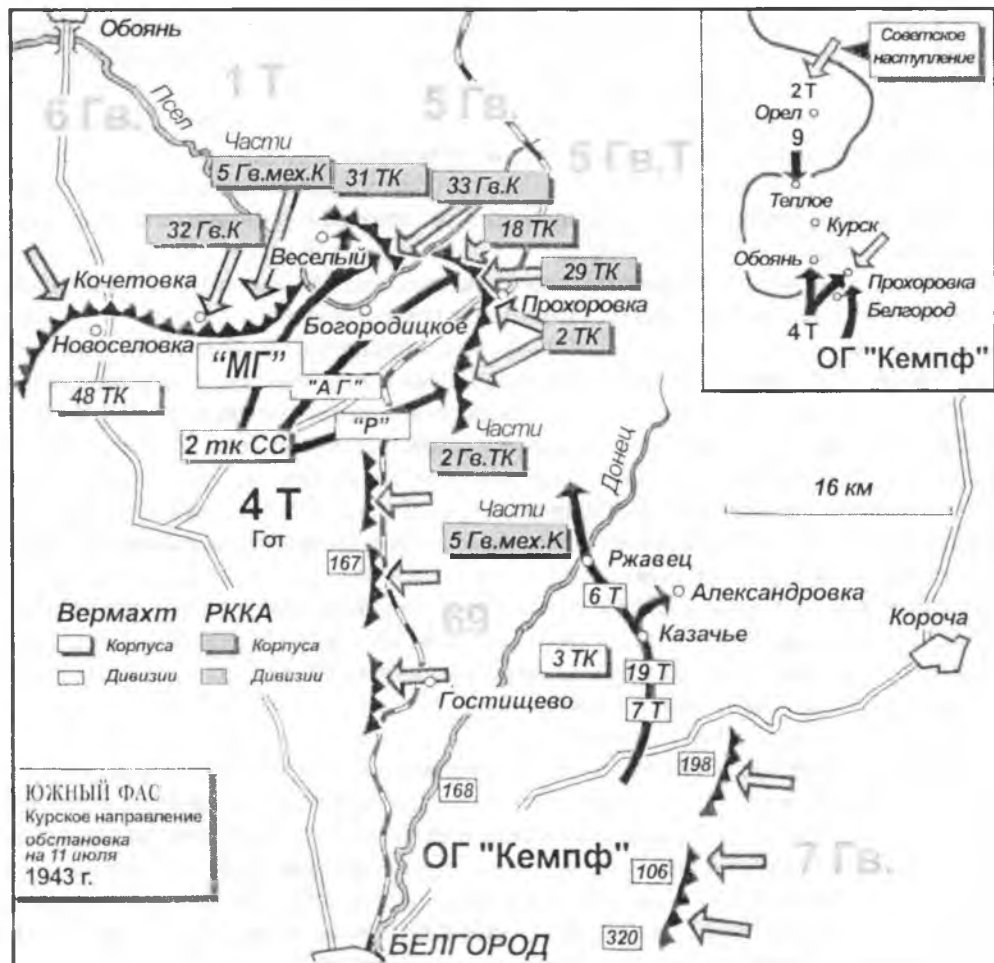 Обоянь
Псел
6 Гв.
1 Т
5 Гв.
5 Гв.Т
Части
5 Гв.мех.К
31 ТК
33 Гв.К
32 Гв.К
18 ТК
Веселый
29 ТК
Кочетовка
Прохоровка
Богородицкое
2 ТК
Новоселовка
"МГ"
"А Г"
48 ТК
"Р"
2 тк СС
Части
2 Гв.ТК
Донец
4 Т
Гот
16 км
Части
5 Гв.мех.К
167
Ржавец
6 Т
Александровка
69
Казачье
Короча
3 ТК
19 Т
7 Т
Гостищево
Вермахт
РККА
Корпуса
Корпуса
Дивизии
Дивизии
198
168
ОГ "Кемпф"
106
7 Гв.
320
БЕЛГОРОД
ЮЖНЫЙ ФАС
Курское направление
обстановка
на 11 июля
1943 г.
Советское
наступление
2 Т
Орел
9
Теплое
Курск
Обоянь
Прохоровка
Белгород
4 Т
ОГ "Кемпф"